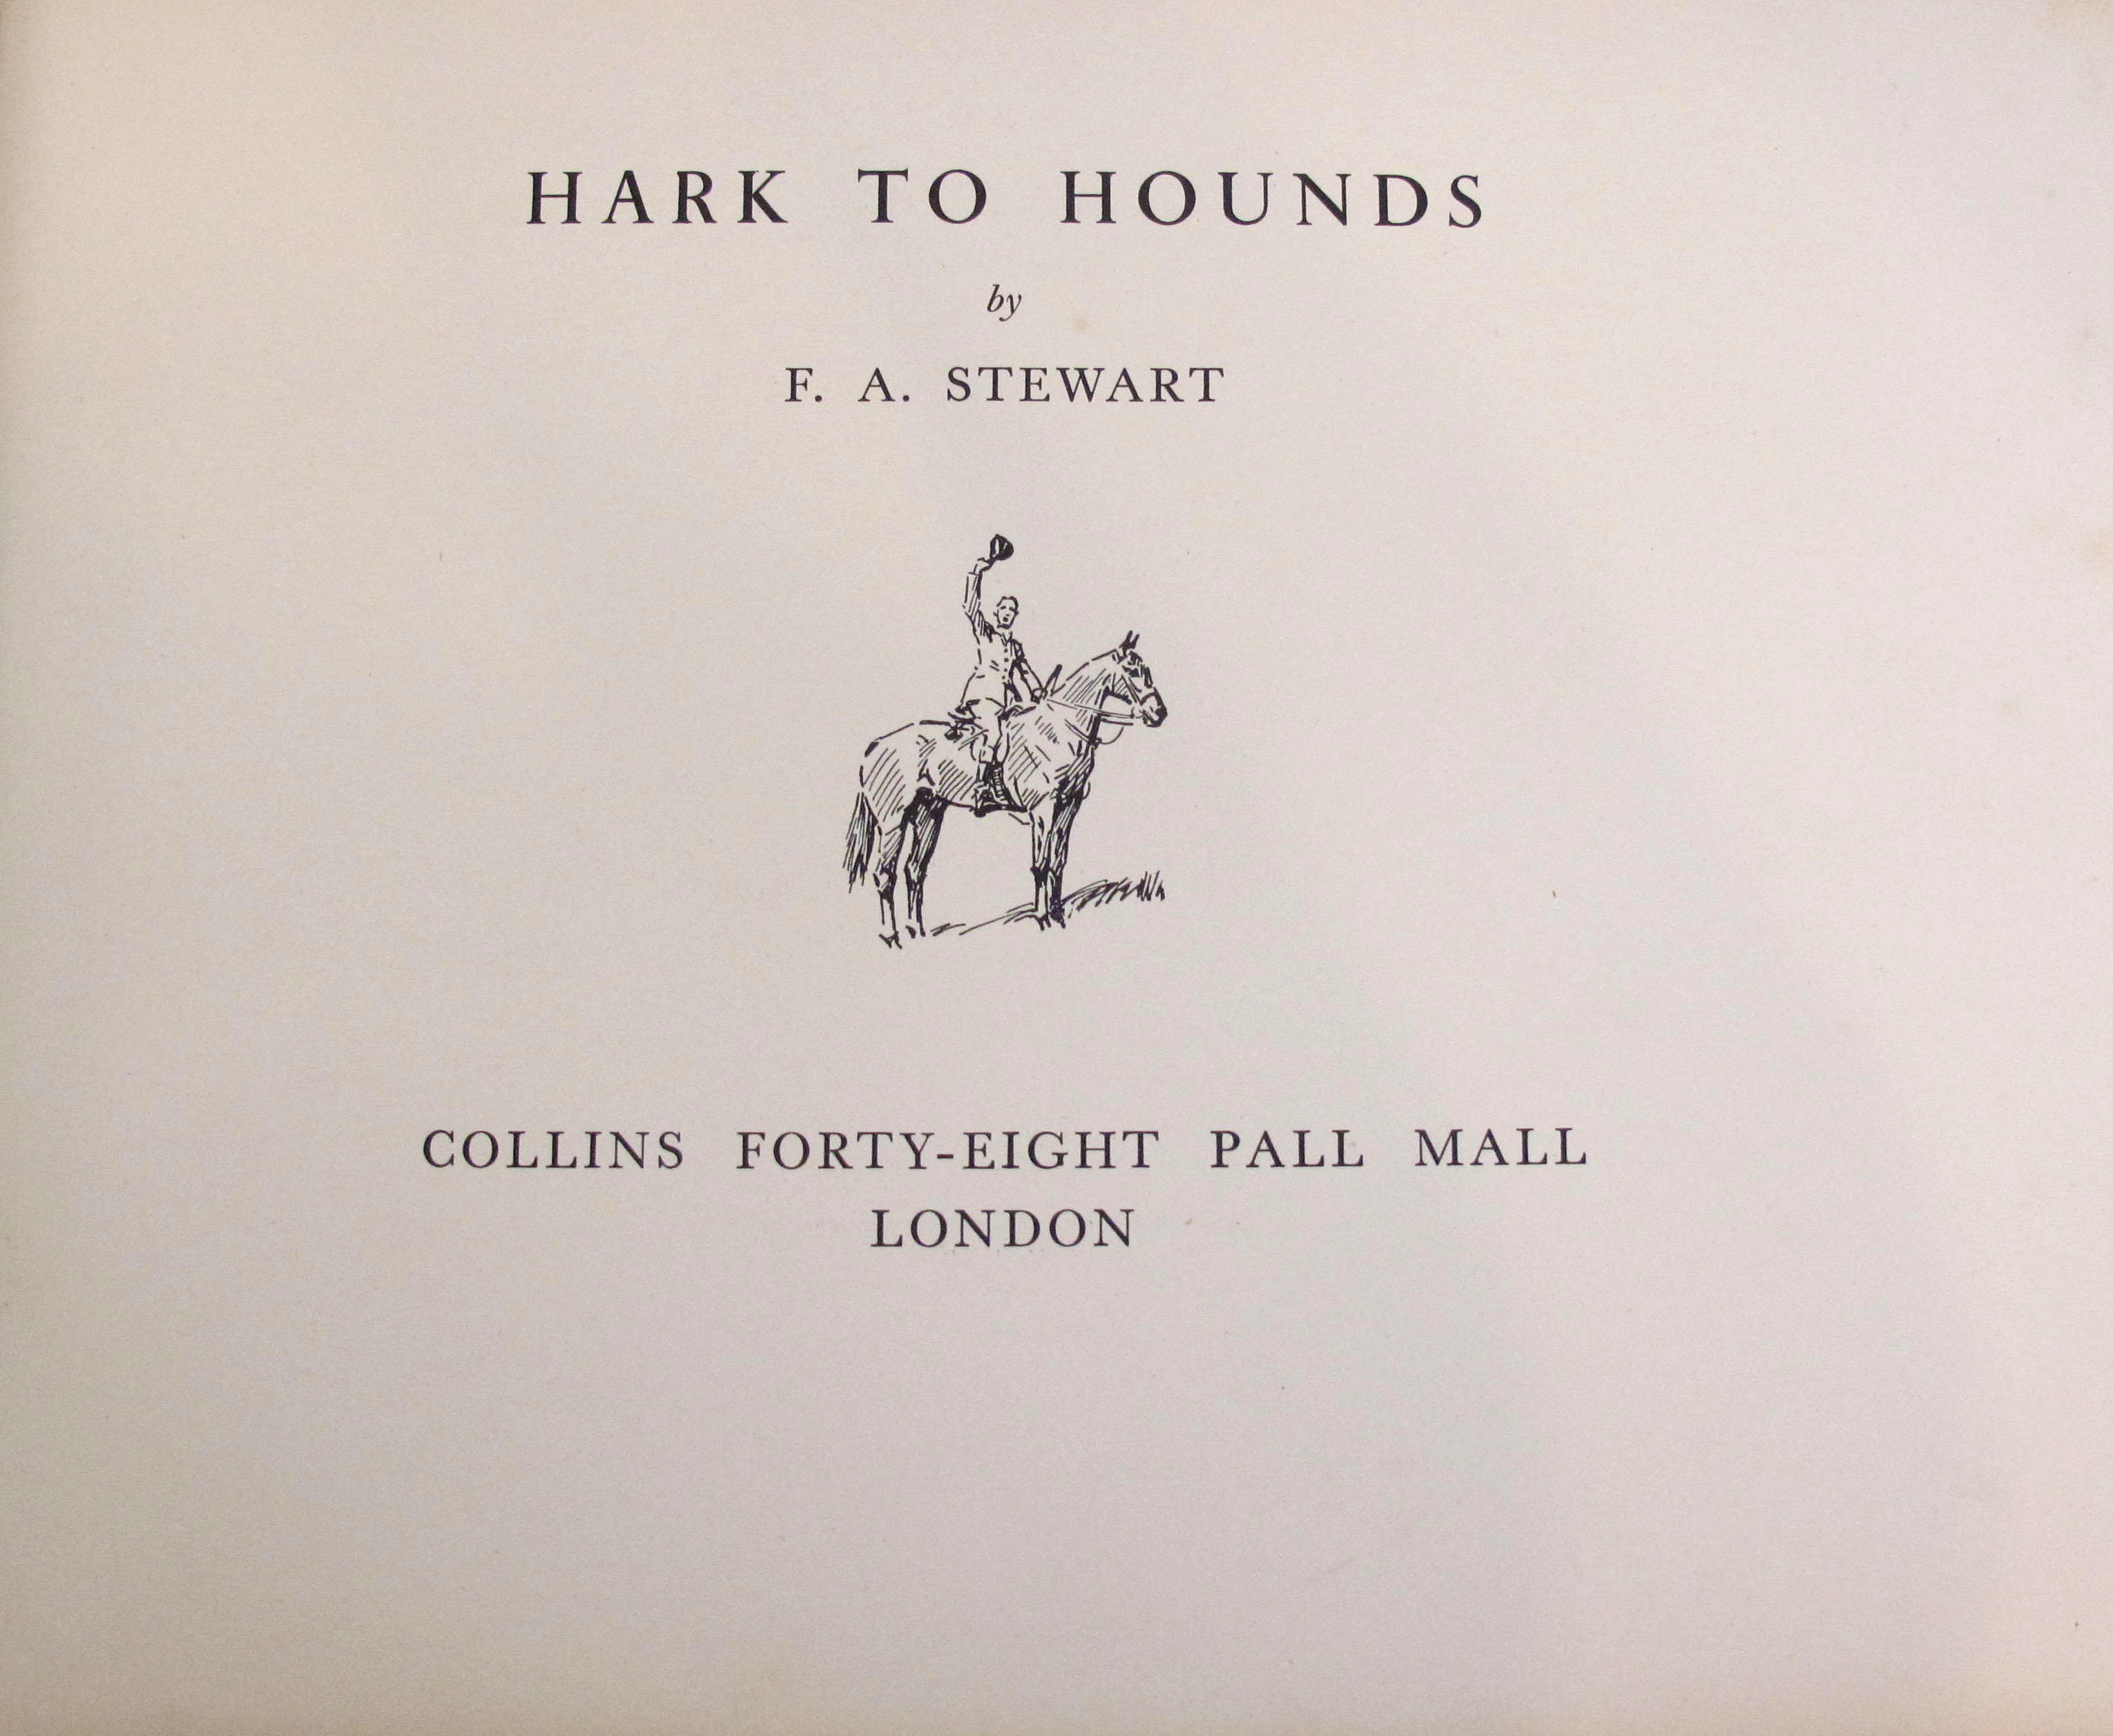 HARK TO HOUNDS
by
F. A. STEWART
COLLINS FORTY-EIGHT PALL MALL
LONDON